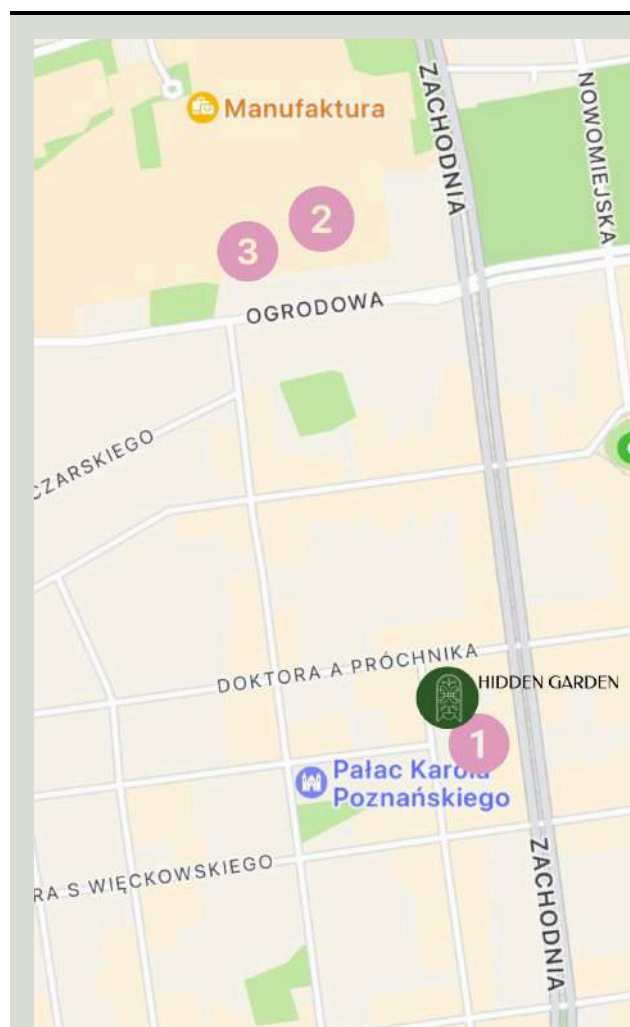 ZACHODNIA
NOWOMIEJSKA
Manufaktura
2
3
OGRODOWA
CZARSKIEGO
DOKTORA A PRÓCHNIKA
HIDDEN GARDEN
1
Pałac Karola
Poznańskiego
RA S WIĘCKOWSKIEGO
ZACHODNIA